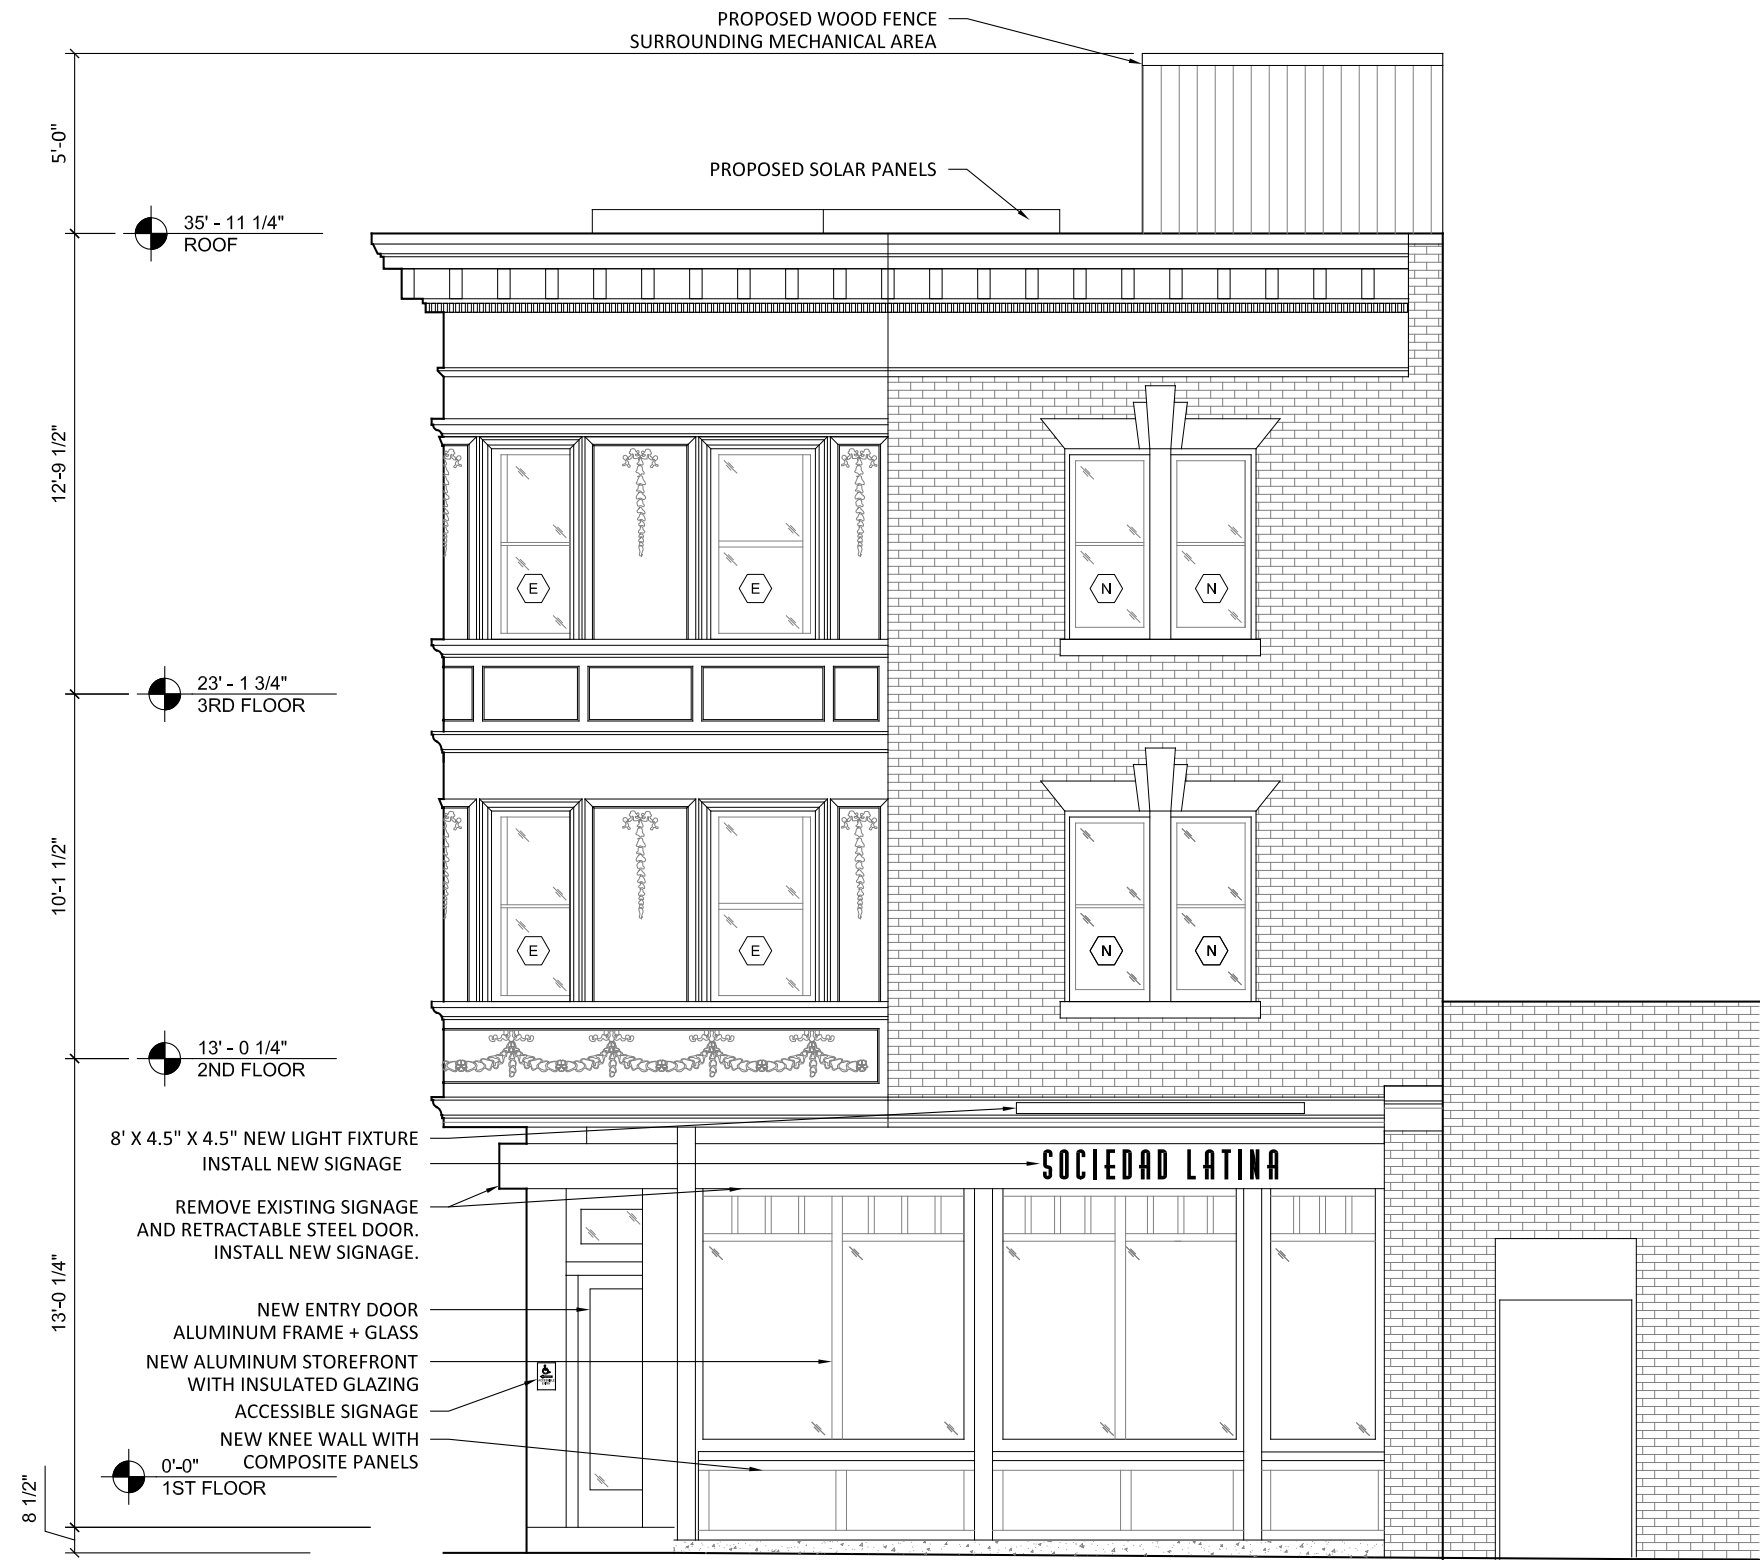 PROPOSED WOOD FENCE
SURROUNDING MECHANICAL AREA
5'-0"
PROPOSED SOLAR PANELS
35' - 11 1/4"
ROOF
12'-9 1/2"
E
E
N
N
23' - 1 3/4"
3RD FLOOR
10'-1 1/2"
E
E
N
N
13' - 0 1/4"
2ND FLOOR
8' X 4.5" X 4.5" NEW LIGHT FIXTURE
INSTALL NEW SIGNAGE
SOCIEDAD LATINA
REMOVE EXISTING SIGNAGE
AND RETRACTABLE STEEL DOOR.
INSTALL NEW SIGNAGE.
13'-0 1/4"
NEW ENTRY DOOR
ALUMINUM FRAME + GLASS
NEW ALUMINUM STOREFRONT
WITH INSULATED GLAZING
ACCESSIBLE SIGNAGE
NEW KNEE WALL WITH
COMPOSITE PANELS
0'-0"
1ST FLOOR
8 1/2"